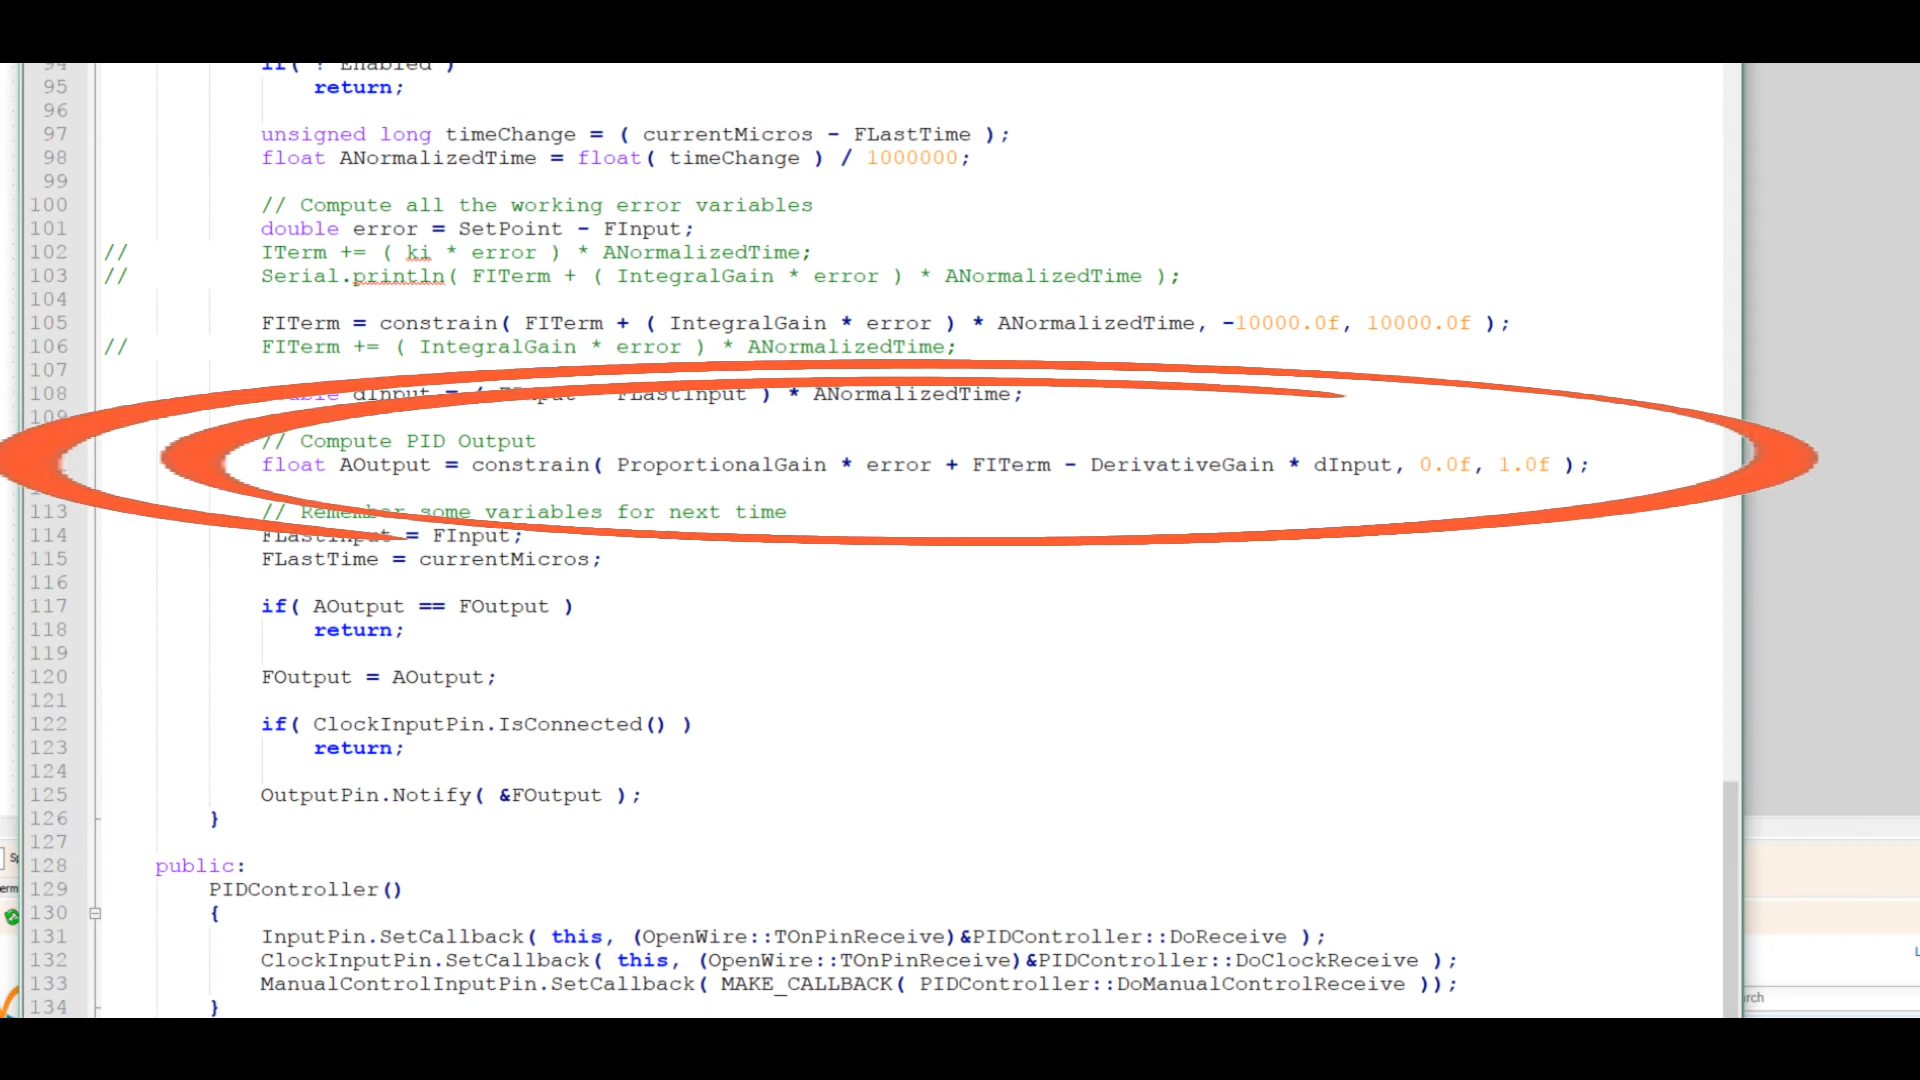 94 if( ! Enabled )
95 return;
96
97 unsigned long timeChange = ( currentMicros - FLastTime );
98 float ANormalizedTime = float( timeChange ) / 1000000;
99
100 // Compute all the working error variables
101 double error = SetPoint - FInput;
102 // ITerm += ( ki * error ) * ANormalizedTime;
103 // Serial.println( FITerm + ( IntegralGain * error ) * ANormalizedTime );
104
105 FITerm = constrain( FITerm + ( IntegralGain * error ) * ANormalizedTime, -10000.0f, 10000.0f );
106 // FITerm += ( IntegralGain * error ) * ANormalizedTime;
107
108 dInput = FLastInput ) * ANormalizedTime;
109
// Compute PID Output
float AOutput = constrain( ProportionalGain * error + FITerm - DerivativeGain * dInput, 0.0f, 1.0f );
113 // Remember some variables for next time
114 FLastInput = FInput;
115 FLastTime = currentMicros;
116
117 if( AOutput == FOutput )
118 return;
119
120 FOutput = AOutput;
121
122 if( ClockInputPin.IsConnected() )
123 return;
124
125 OutputPin.Notify( &FOutput );
126 }
127
128 public:
129 PIDController()
130 {
131 InputPin.SetCallback( this, (OpenWire::TOnPinReceive)&PIDController::DoReceive );
132 ClockInputPin.SetCallback( this, (OpenWire::TOnPinReceive)&PIDController::DoClockReceive );
133 ManualControlInputPin.SetCallback( MAKE_CALLBACK( PIDController::DoManualControlReceive ));
134 }